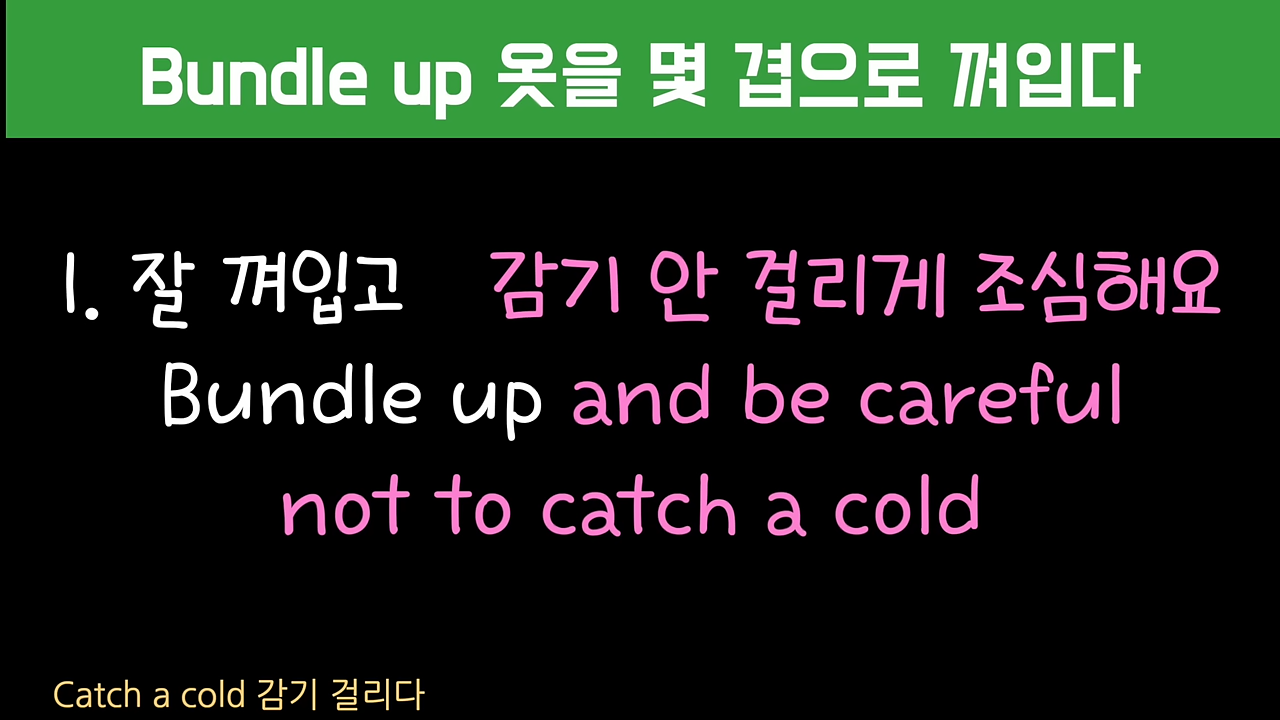 Bundle up 옷을 몇 겹으로 껴입다
1. 잘 껴입고 감기 안 걸리게 조심해요
Bundle up and be careful
not to catch a cold
Catch a cold 감기 걸리다